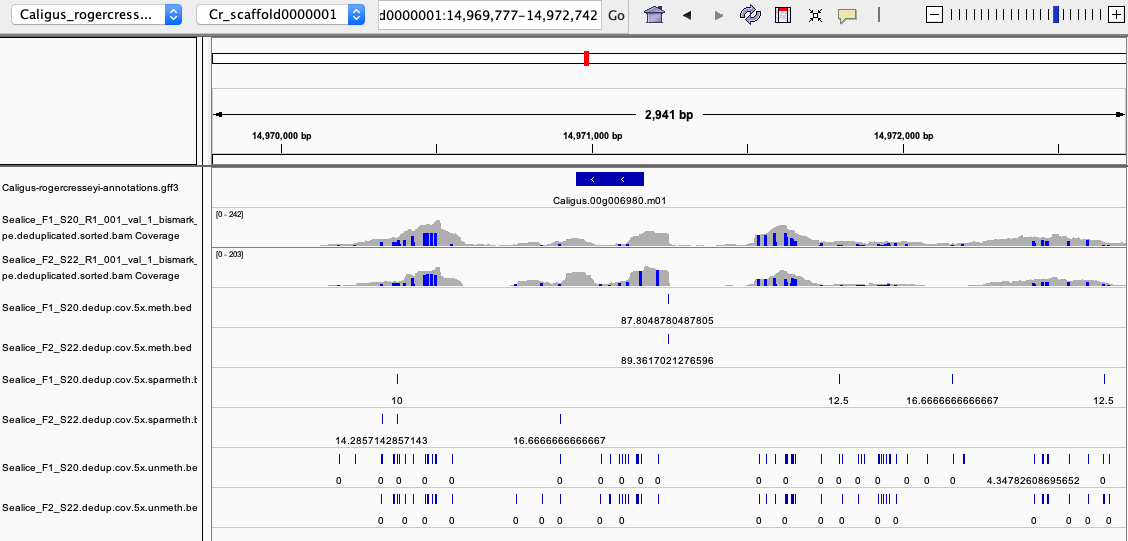 Caligus_rogercress...
Cr_scaffold0000001
d0000001:14,969,777-14,972,742
Go
2,941 bp
14,970,000 bp
14,971,000 bp
14,972,000 bp
Caligus-rogercresseyi-annotations.gff3
Caligus.00g006980.m01
Sealice_F1_S20_R1_001_val_1_bismark_
pe.deduplicated.sorted.bam Coverage
[0 - 242]
Sealice_F2_S22_R1_001_val_1_bismark_
pe.deduplicated.sorted.bam Coverage
[0 - 203]
Sealice_F1_S20.dedup.cov.5x.meth.bed
87.8048780487805
Sealice_F2_S22.dedup.cov.5x.meth.bed
89.3617021276596
Sealice_F1_S20.dedup.cov.5x.sparmeth.b
10 12.5 16.6666666666667 12.5
Sealice_F2_S22.dedup.cov.5x.sparmeth.b
14.2857142857143 16.6666666666667
Sealice_F1_S20.dedup.cov.5x.unmeth.be
0 0 0 0 0 0 0 0 0 0 0 0 0 0 0 0 0 4.34782608695652 0
Sealice_F2_S22.dedup.cov.5x.unmeth.be
0 0 0 0 0 0 0 0 0 0 0 0 0 0 0 0 0 0